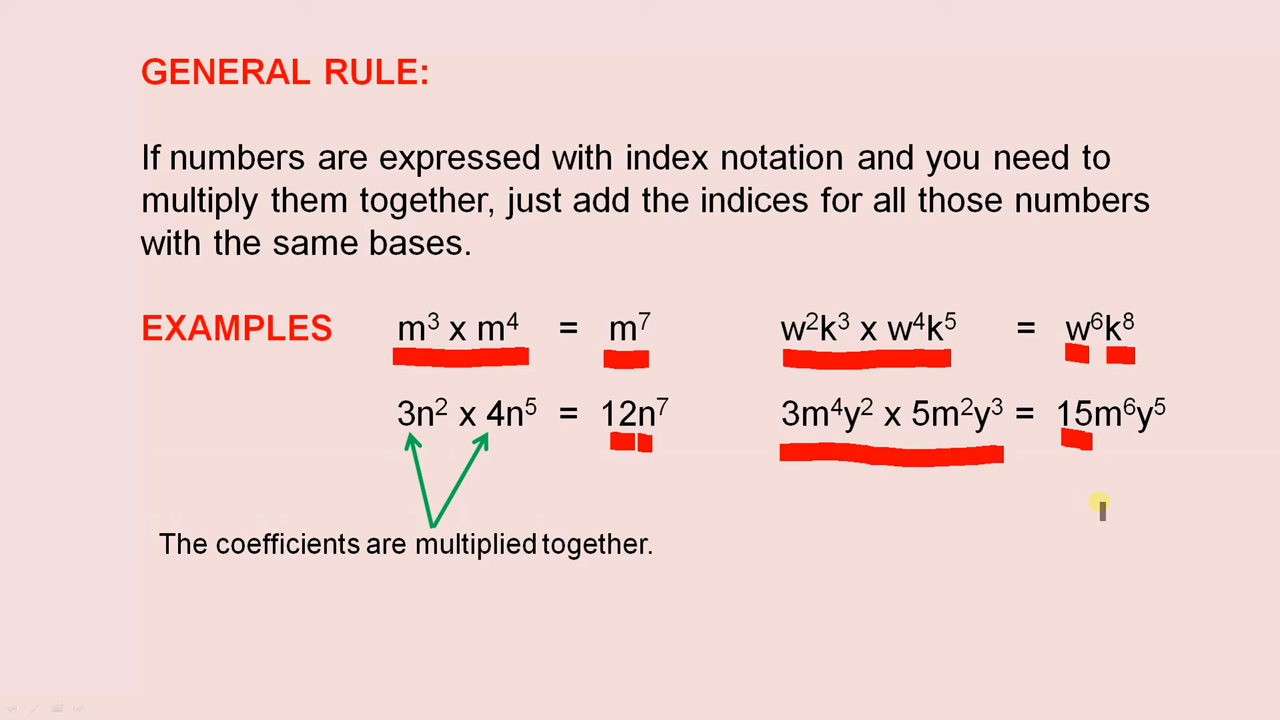 GENERAL RULE:
If numbers are expressed with index notation and you need to
multiply them together, just add the indices for all those numbers
with the same bases.
EXAMPLES m³ x m⁴ = m⁷ w²k³ x w⁴k⁵ = w⁶k⁸
3n² x 4n⁵ = 12n⁷ 3m⁴y² x 5m²y³ = 15m⁶y⁵
The coefficients are multiplied together.